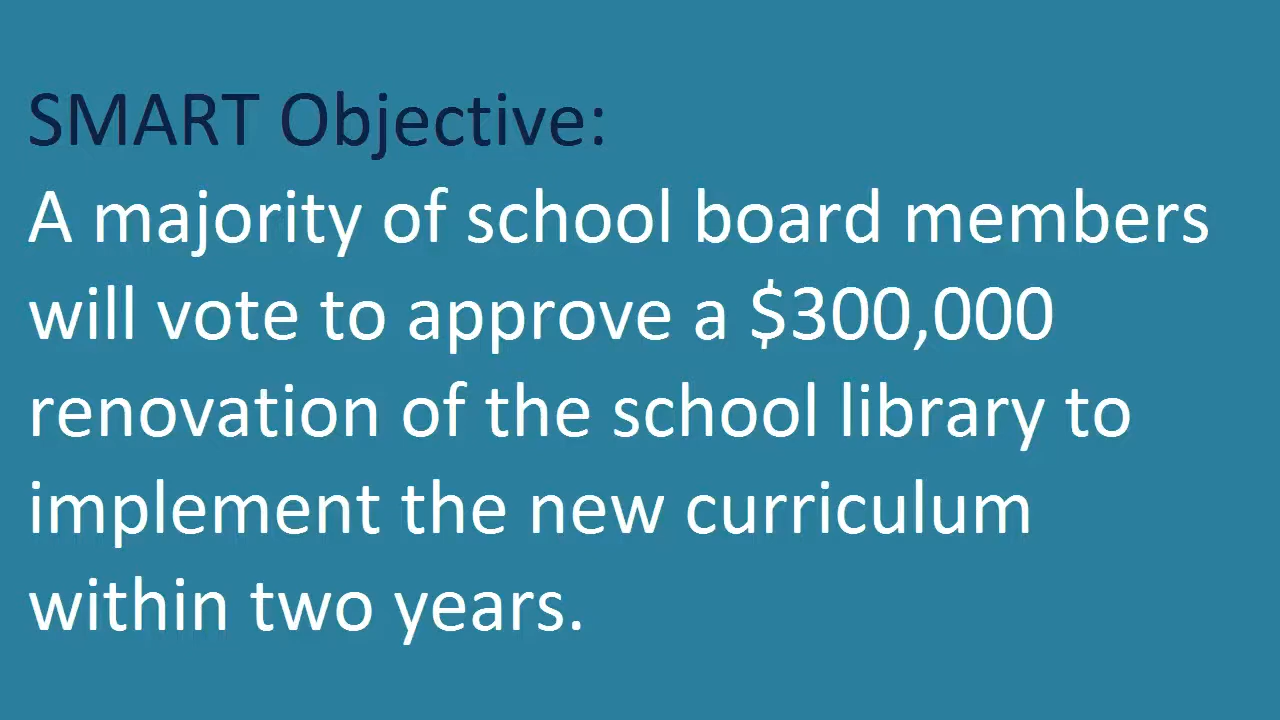 SMART Objective:
A majority of school board members
will vote to approve a $300,000
renovation of the school library to
implement the new curriculum
within two years.